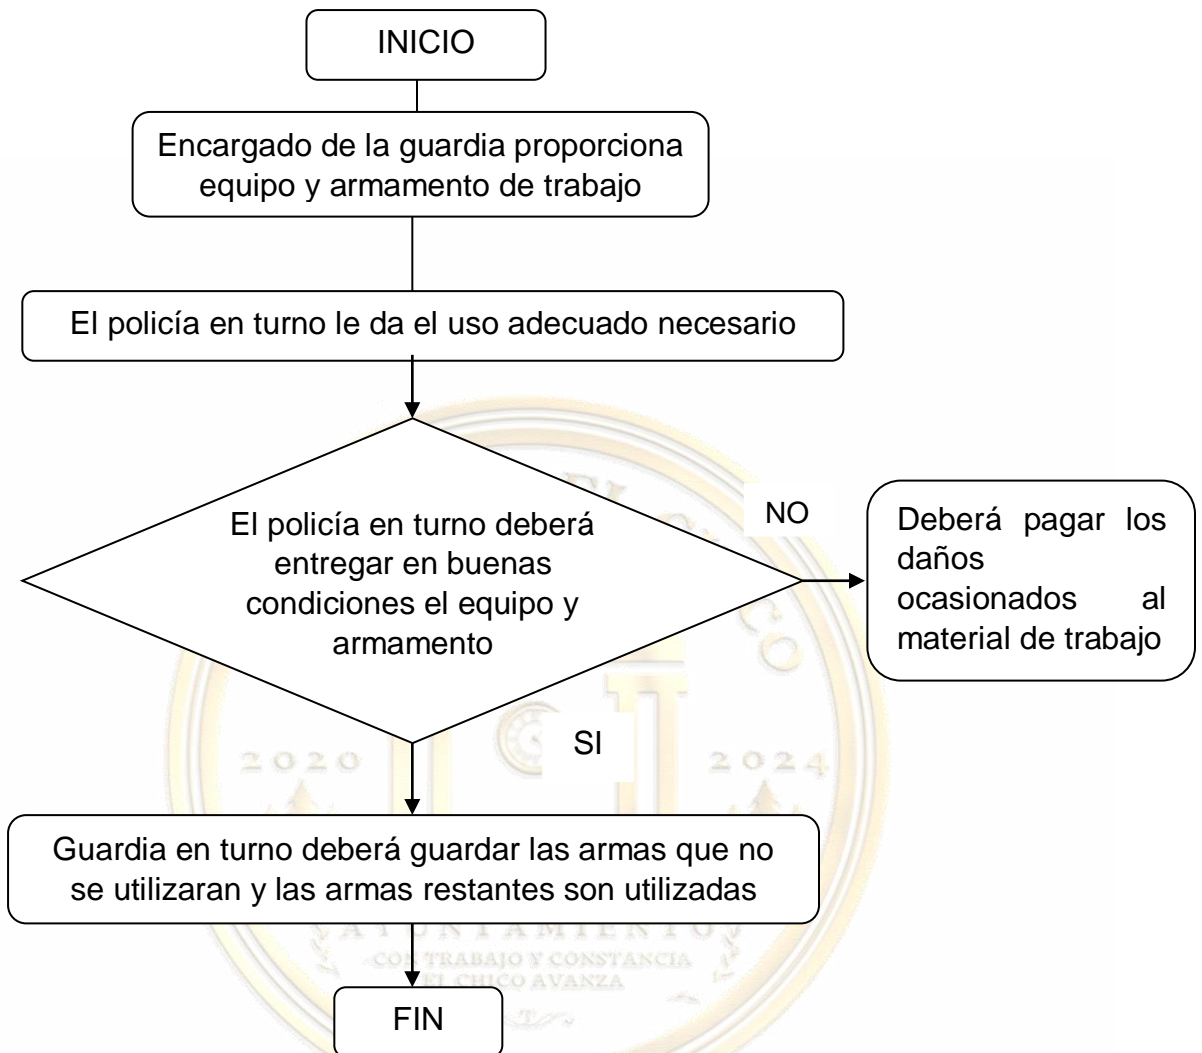 INICIO
Encargado de la guardia proporciona
equipo y armamento de trabajo
El policía en turno le da el uso adecuado necesario
El policía en turno deberá
entregar en buenas
condiciones el equipo y
armamento
NO
Deberá pagar los
daños
ocasionados al
material de trabajo
SI
2020
2024
Guardia en turno deberá guardar las armas que no
se utilizaran y las armas restantes son utilizadas
AYUNTAMIENTO
CON TRABAJO Y CONSTANCIA
EL CHICO AVANZA
FIN